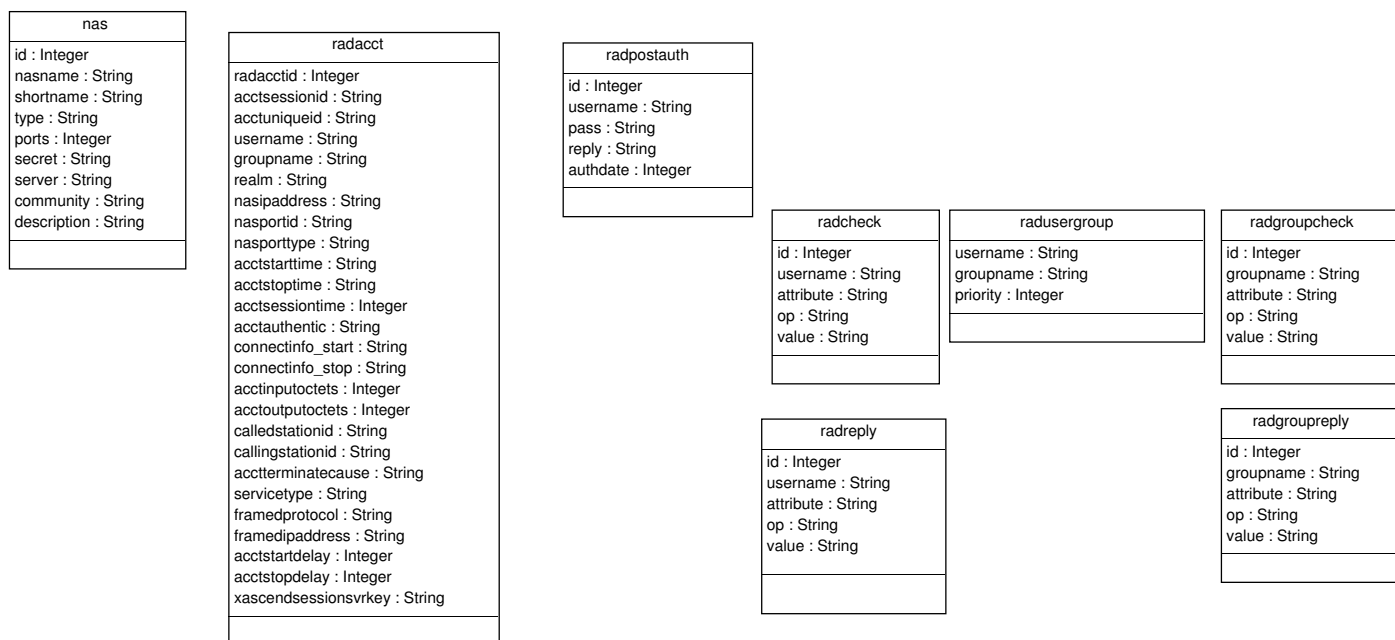 nas
id : Integer
nasname : String
shortname : String
type : String
ports : Integer
secret : String
server : String
community : String
description : String
radacct
radacctid : Integer
acctsessionid : String
acctuniqueid : String
username : String
groupname : String
realm : String
nasipaddress : String
nasportid : String
nasporttype : String
acctstarttime : String
acctstoptime : String
acctsessiontime : Integer
acctauthentic : String
connectinfo_start : String
connectinfo_stop : String
acctinputoctets : Integer
acctoutputoctets : Integer
calledstationid : String
callingstationid : String
acctterminatecause : String
servicetype : String
framedprotocol : String
framedipaddress : String
acctstartdelay : Integer
acctstopdelay : Integer
xascendsessionsvrkey : String
radpostauth
id : Integer
username : String
pass : String
reply : String
authdate : Integer
radcheck
id : Integer
username : String
attribute : String
op : String
value : String
radusergroup
username : String
groupname : String
priority : Integer
radgroupcheck
id : Integer
groupname : String
attribute : String
op : String
value : String
radreply
id : Integer
username : String
attribute : String
op : String
value : String
radgroupreply
id : Integer
groupname : String
attribute : String
op : String
value : String